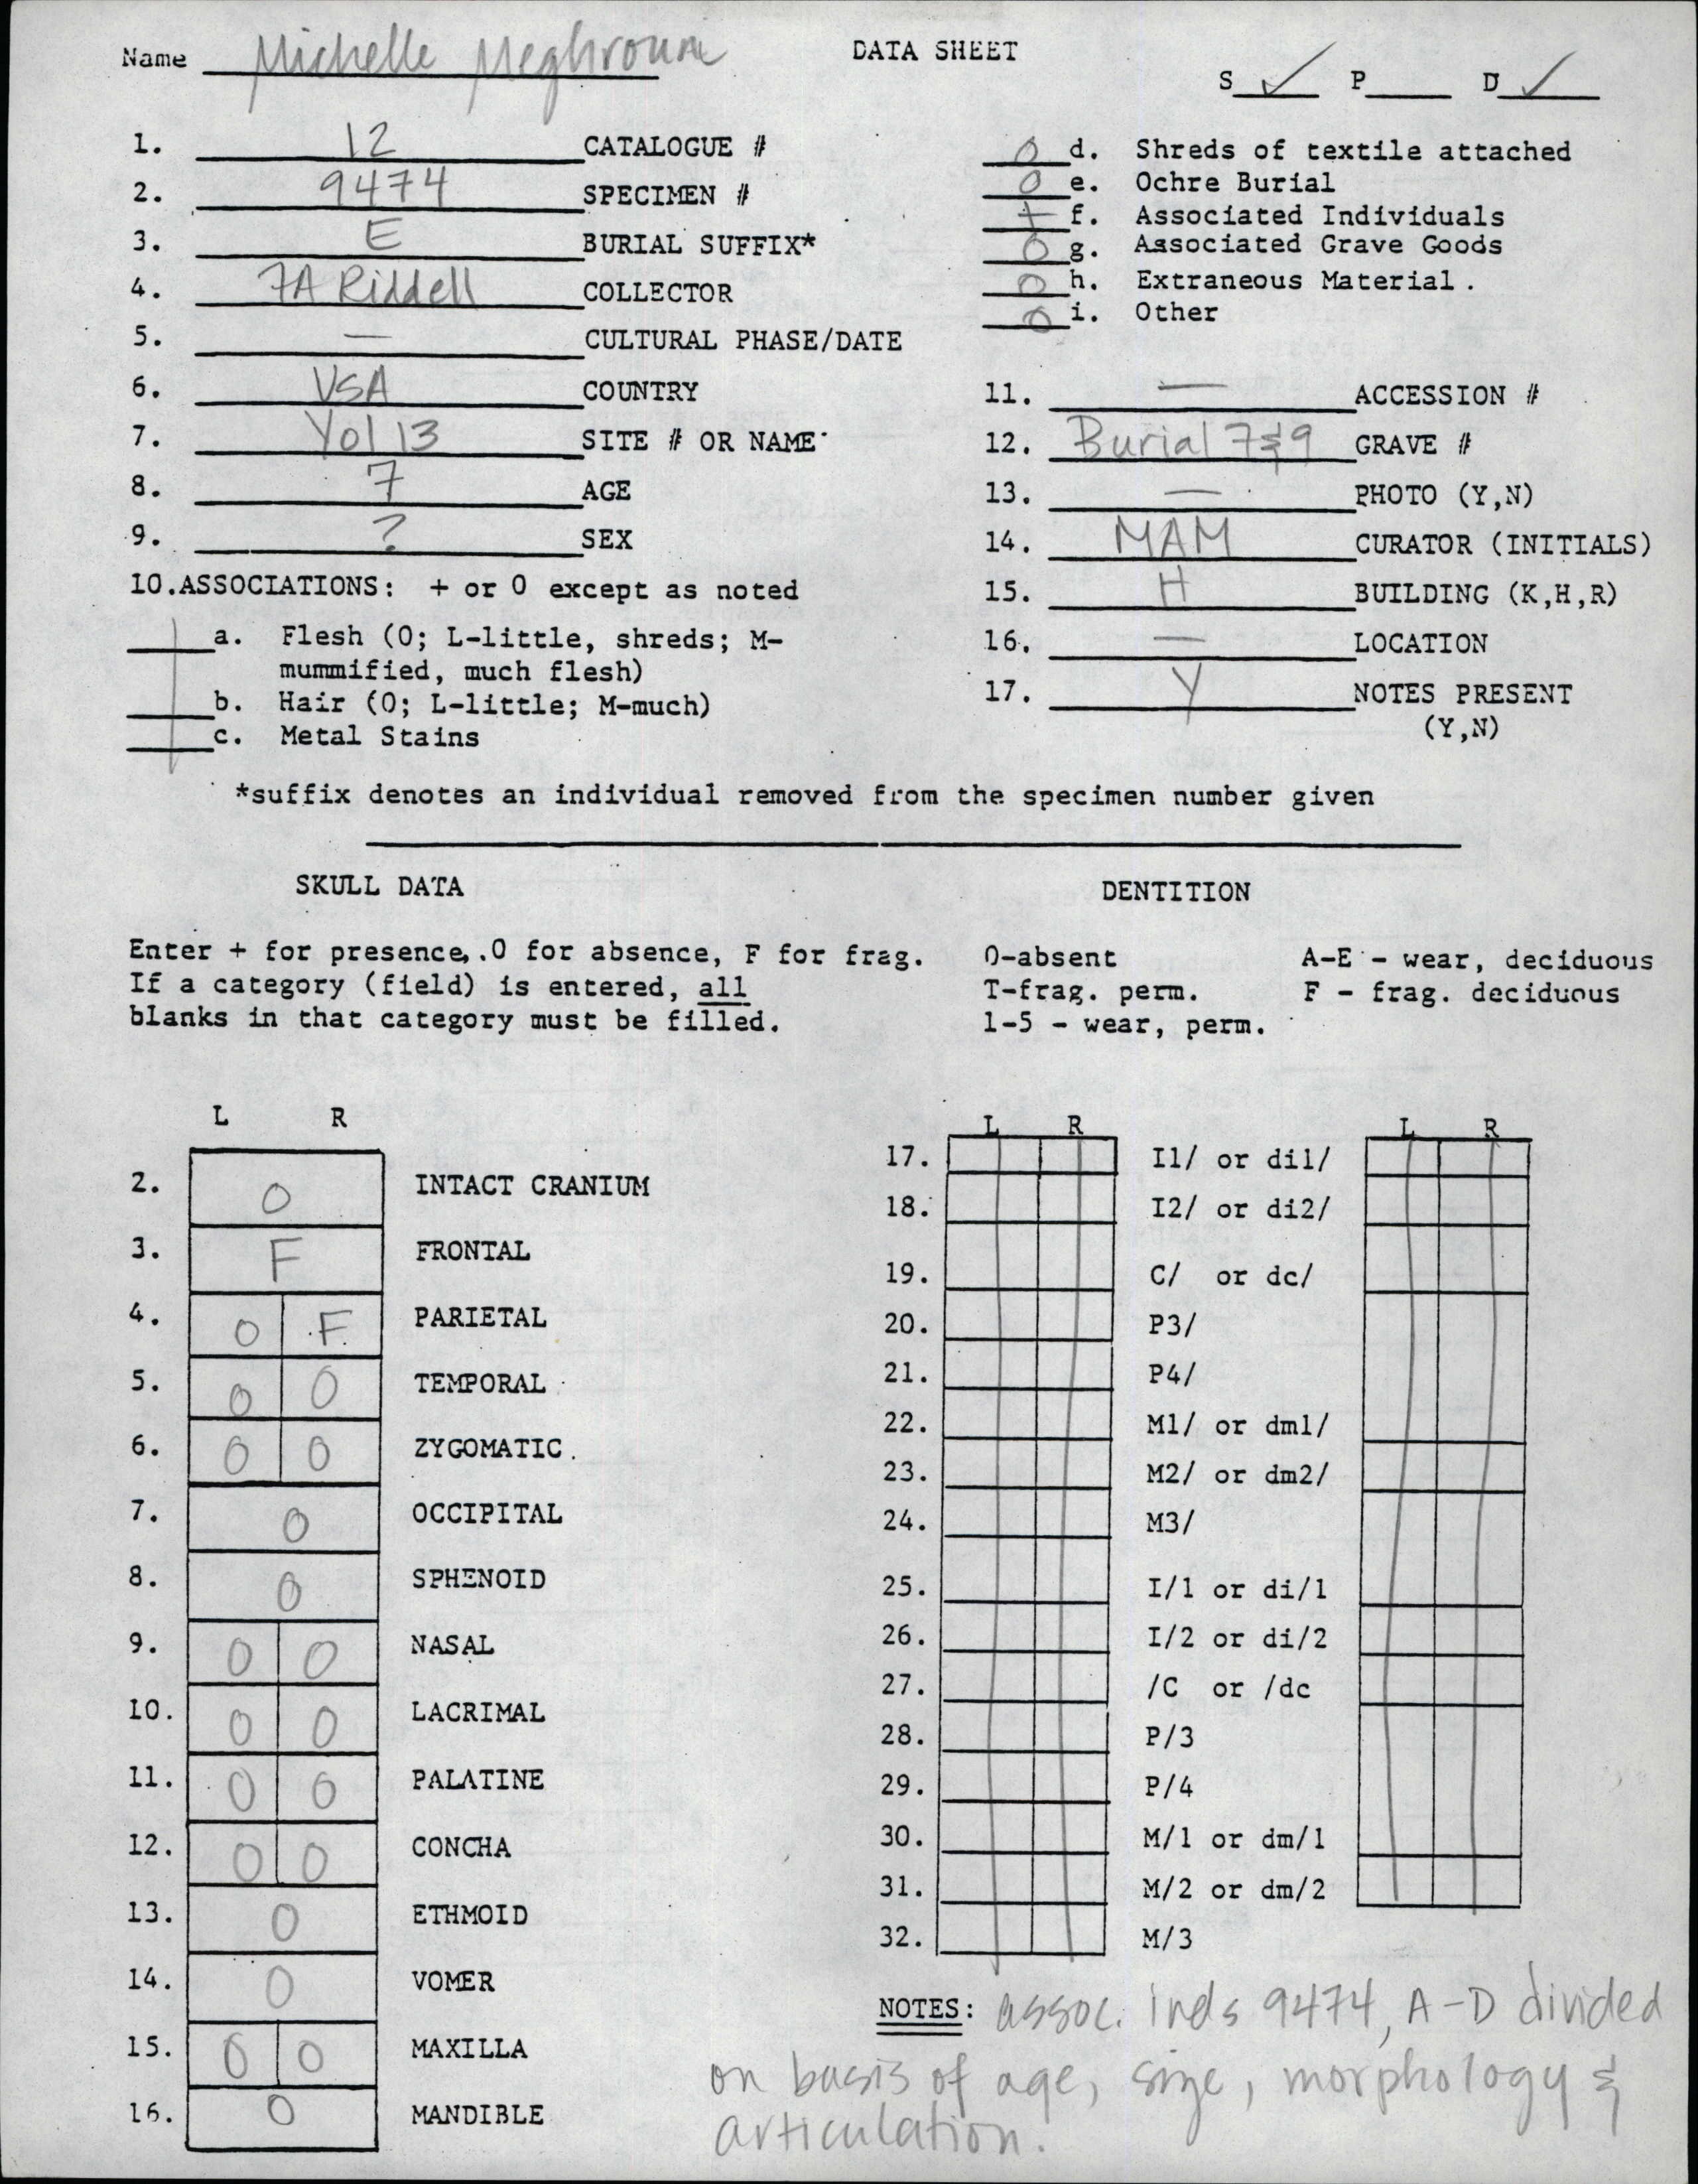 Name Michelle Meghrouni
DATA SHEET
S ✓ P D ✓
1. 12 CATALOGUE #
2. 9474 SPECIMEN #
3. E BURIAL SUFFIX*
4. FA Riddell COLLECTOR
5. — CULTURAL PHASE/DATE
6. USA COUNTRY
7. Yol 13 SITE # OR NAME
8. 7 AGE
9. ? SEX
10.ASSOCIATIONS: + or 0 except as noted
a. Flesh (0; L-little, shreds; M-
mummified, much flesh)
b. Hair (0; L-little; M-much)
c. Metal Stains
0 d. Shreds of textile attached
0 e. Ochre Burial
+ f. Associated Individuals
0 g. Associated Grave Goods
0 h. Extraneous Material.
0 i. Other
11. — ACCESSION #
12. Burial 7&9 GRAVE #
13. — PHOTO (Y,N)
14. MAM CURATOR (INITIALS)
15. H BUILDING (K,H,R)
16. — LOCATION
17. Y NOTES PRESENT
(Y,N)
*suffix denotes an individual removed from the specimen number given
SKULL DATA
Enter + for presence, 0 for absence, F for frag.
If a category (field) is entered, all
blanks in that category must be filled.
L R
2. 0 INTACT CRANIUM
3. F FRONTAL
4. 0 F PARIETAL
5. 0 0 TEMPORAL
6. 0 0 ZYGOMATIC
7. 0 OCCIPITAL
8. 0 SPHENOID
9. 0 0 NASAL
10. 0 0 LACRIMAL
11. 0 0 PALATINE
12. 0 0 CONCHA
13. 0 ETHMOID
14. 0 VOMER
15. 0 0 MAXILLA
16. 0 MANDIBLE
DENTITION
0-absent A-E - wear, deciduous
T-frag. perm. F - frag. deciduous
1-5 - wear, perm.
L R L R
17. I1/ or di1/
18. I2/ or di2/
19. C/ or dc/
20. P3/
21. P4/
22. M1/ or dm1/
23. M2/ or dm2/
24. M3/
25. I/1 or di/1
26. I/2 or di/2
27. /C or /dc
28. P/3
29. P/4
30. M/1 or dm/1
31. M/2 or dm/2
32. M/3
NOTES: assoc. inds 9474, A-D divided
on basis of age, size, morphology &
articulation.